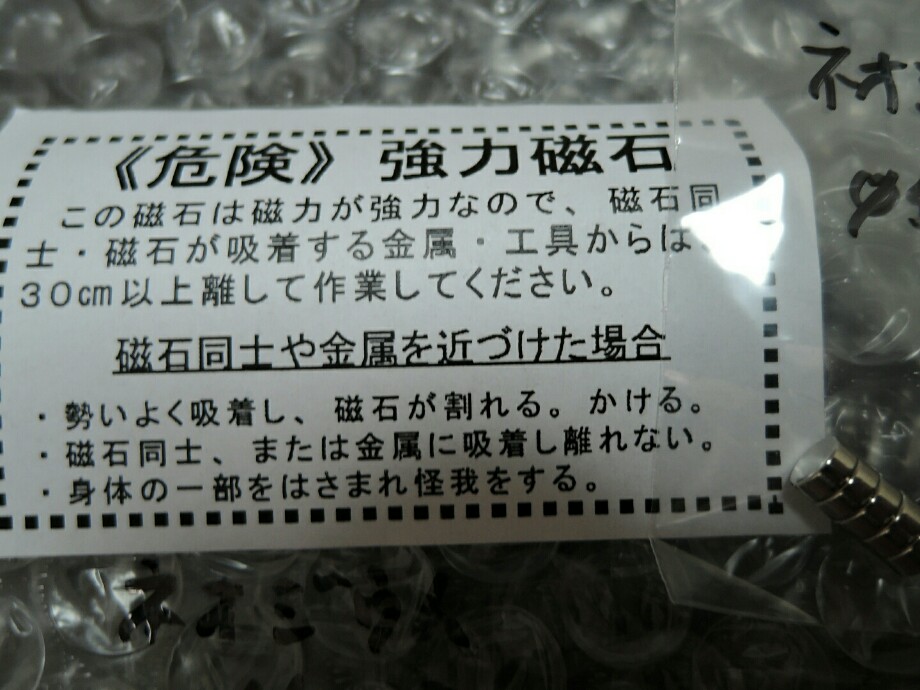 《危険》 強力磁石
この磁石は磁力が強力なので、磁石同
士・磁石が吸着する金属・工具からは、
30cm以上離して作業してください。
磁石同士や金属を近づけた場合
・勢いよく吸着し、磁石が割れる。かける。
・磁石同士、または金属に吸着し離れない。
・身体の一部をはさまれ怪我をする。
ネオ